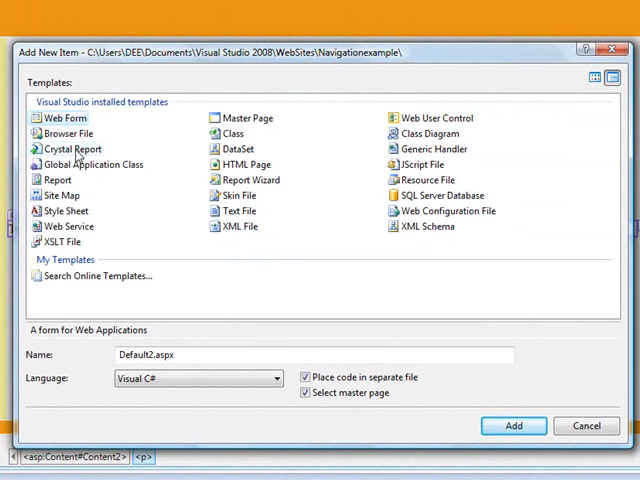 Add New Item - C:\Users\DEE\Documents\Visual Studio 2008\WebSites\Navigationexample\
Templates:
Visual Studio installed templates
Web Form
Master Page
Web User Control
Browser File
Class
Class Diagram
Crystal Report
DataSet
Generic Handler
Global Application Class
HTML Page
JScript File
Report
Report Wizard
Resource File
Site Map
Skin File
SQL Server Database
Style Sheet
Text File
Web Configuration File
Web Service
XML File
XML Schema
XSLT File
My Templates
Search Online Templates...
A form for Web Applications
Name:
Default2.aspx
Language:
Visual C#
Place code in separate file
Select master page
Add
Cancel
<asp:Content#Content2>
<p>